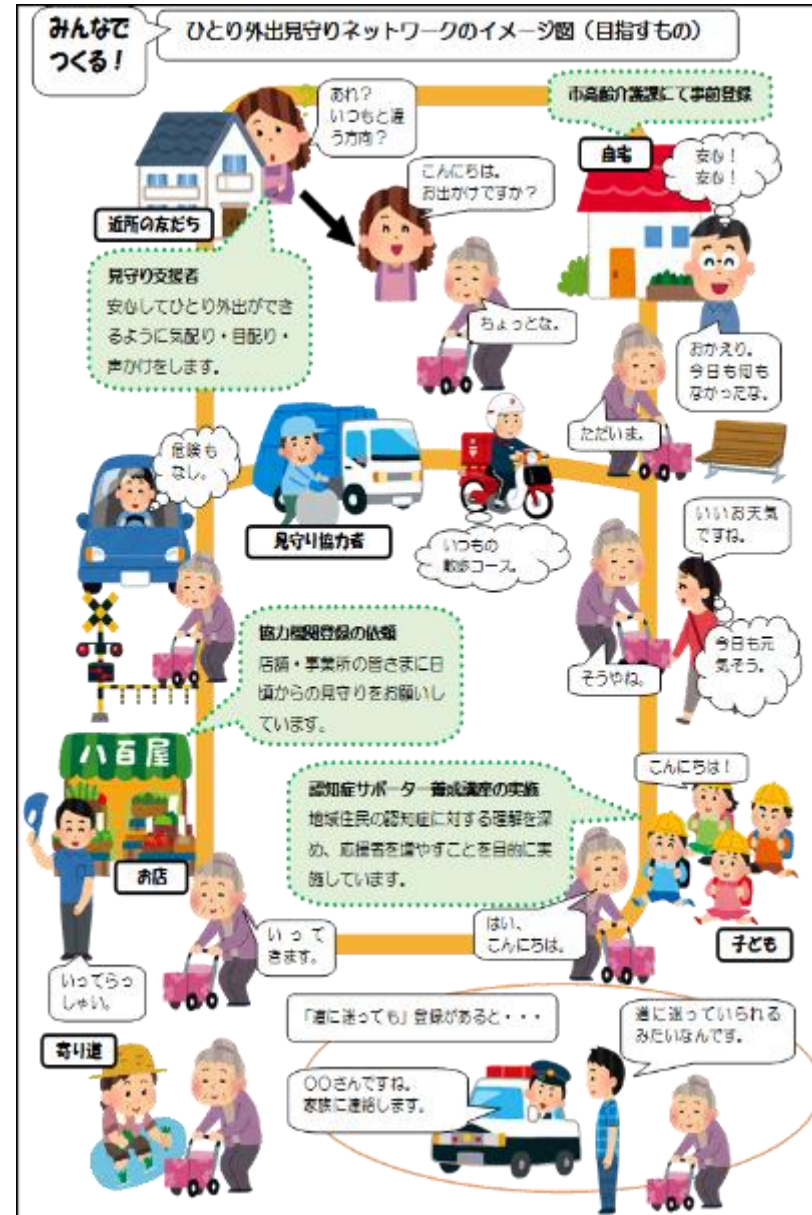 みんなで
つくる！
ひとり外出見守りネットワークのイメージ図（目指すもの）
あれ？
いつもと違
う方向？
市高齢介護課にて事前登録
自宅
安心！
安心！
こんにちは。
お出かけですか？
近所の友だち
見守り支援者
安心してひとり外出ができ
るように気配り・目配り・
声かけをします。
ちょっとな。
おかえり。
今日も何も
なかったな。
ただいま。
危険も
なし。
見守り協力者
いつもの
散歩コース。
いいお天気
ですね。
そうやね。
今日も元
気そう。
協力機関登録の依頼
店舗・事業所の皆さまに日
頃からの見守りをお願いし
ています。
八百屋
お店
認知症サポーター養成講座の実施
地域住民の認知症に対する理解を深
め、応援者を増やすことを目的に実
施しています。
こんにちは！
はい、
こんにちは。
子ども
いって
きます。
いってらっ
しゃい。
寄り道
「道に迷っても」登録があると・・・
道に迷っていられる
みたいなんです。
〇〇さんですね。
家族に連絡します。